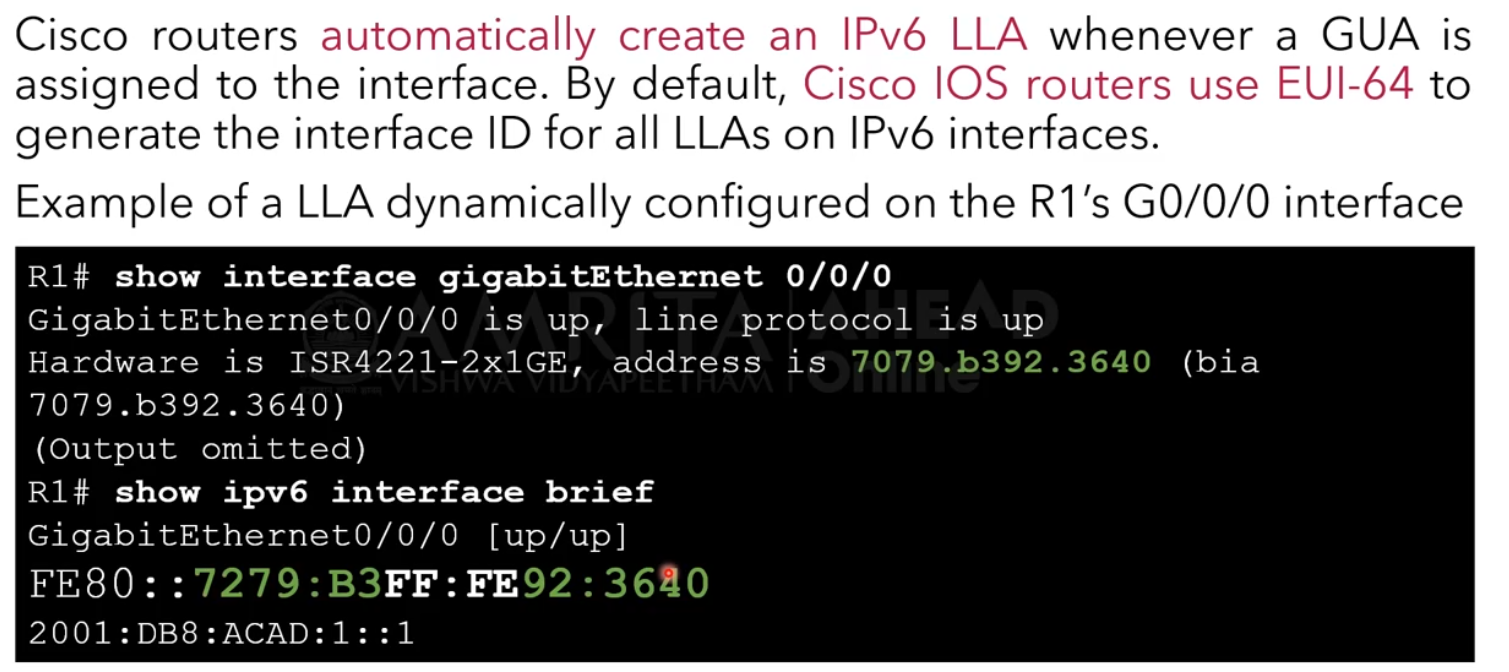 Cisco routers automatically create an IPv6 LLA whenever a GUA is
assigned to the interface. By default, Cisco IOS routers use EUI-64 to
generate the interface ID for all LLAs on IPv6 interfaces.
Example of a LLA dynamically configured on the R1's G0/0/0 interface
R1# show interface gigabitEthernet 0/0/0
GigabitEthernet0/0/0 is up, line protocol is up
Hardware is ISR4221-2x1GE, address is 7079.b392.3640 (bia
7079.b392.3640)
(Output omitted)
R1# show ipv6 interface brief
GigabitEthernet0/0/0 [up/up]
FE80::7279:B3FF:FE92:3640
2001:DB8:ACAD:1::1
AMRITA AHEAD
VISHWA VIDYAPEETHAM Online